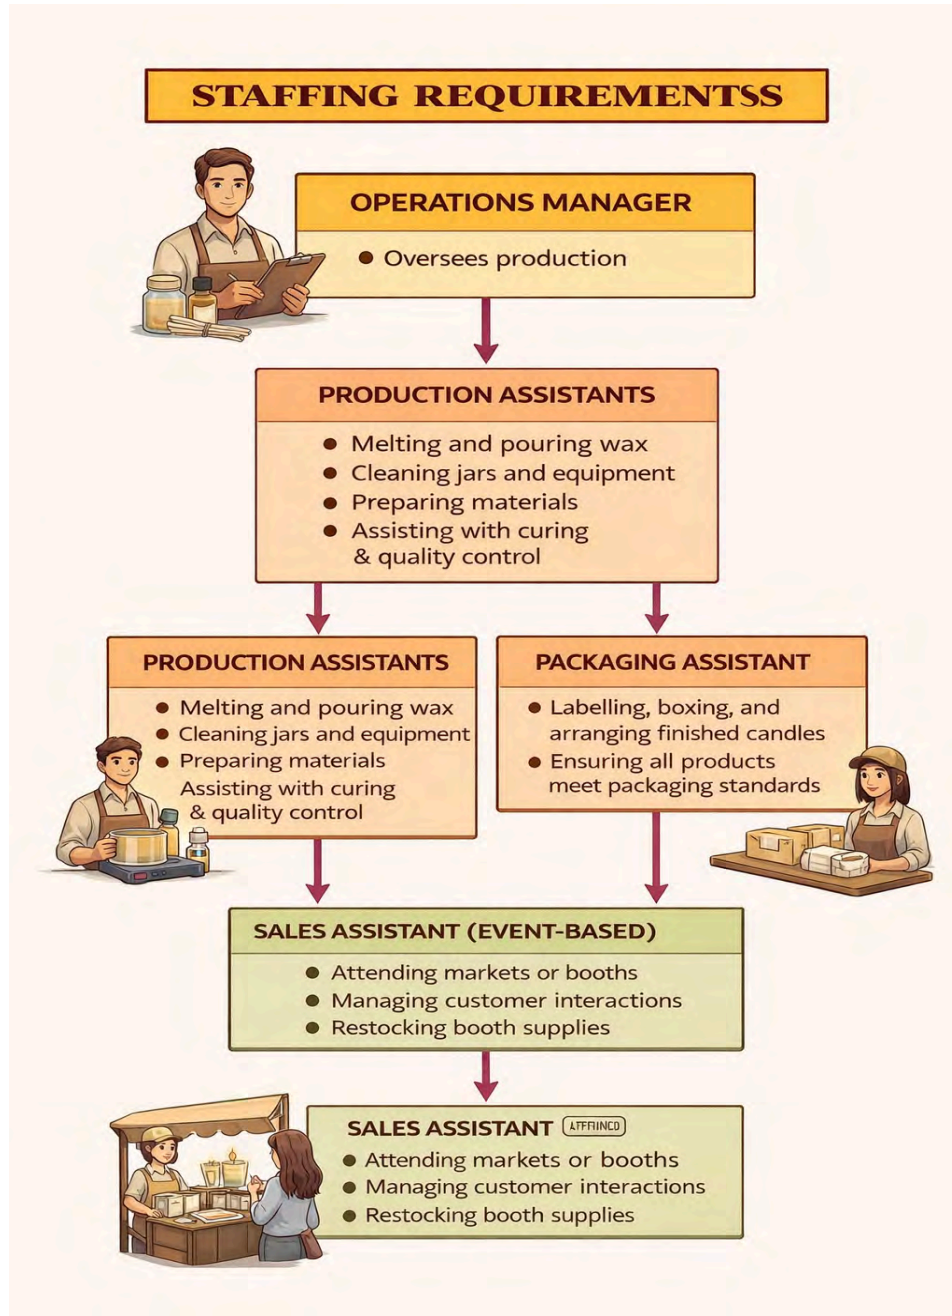 STAFFING REQUIREMENTSS
OPERATIONS MANAGER
● Oversees production
PRODUCTION ASSISTANTS
● Melting and pouring wax
● Cleaning jars and equipment
● Preparing materials
● Assisting with curing
& quality control
PRODUCTION ASSISTANTS
● Melting and pouring wax
● Cleaning jars and equipment
● Preparing materials
Assisting with curing
& quality control
PACKAGING ASSISTANT
● Labelling, boxing, and
arranging finished candles
● Ensuring all products
meet packaging standards
SALES ASSISTANT (EVENT-BASED)
● Attending markets or booths
● Managing customer interactions
● Restocking booth supplies
SALES ASSISTANT
● Attending markets or booths
● Managing customer interactions
● Restocking booth supplies